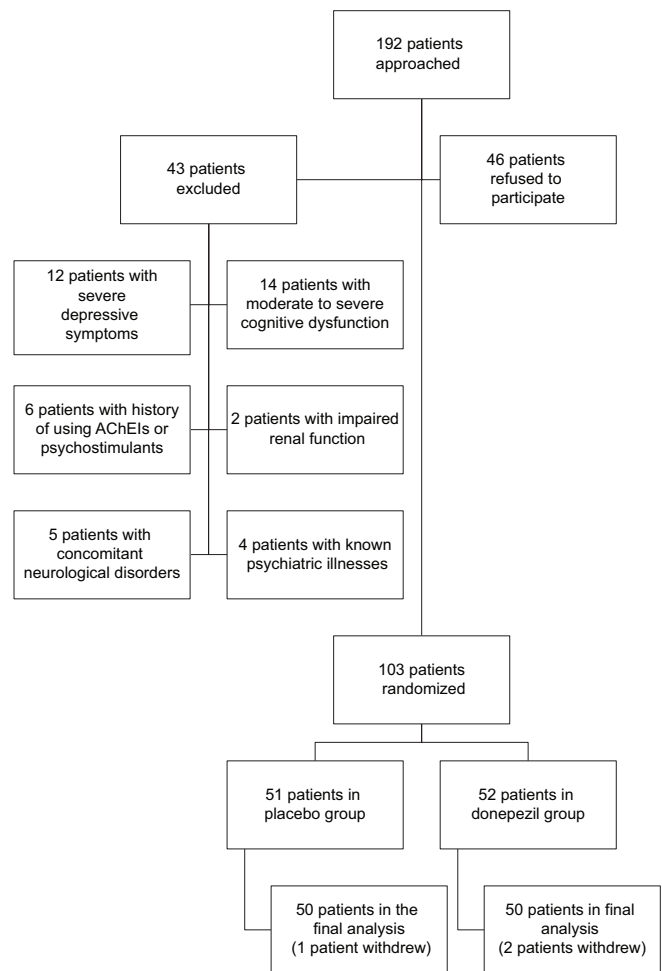 192 patients
approached
43 patients
excluded
46 patients
refused to
participate
12 patients with
severe
depressive
symptoms
14 patients with
moderate to severe
cognitive dysfunction
6 patients with history
of using AChEIs or
psychostimulants
2 patients with impaired
renal function
5 patients with
concomitant
neurological disorders
4 patients with known
psychiatric illnesses
103 patients
randomized
51 patients in
placebo group
52 patients in
donepezil group
50 patients in the
final analysis
(1 patient withdrew)
50 patients in final
analysis
(2 patients withdrew)